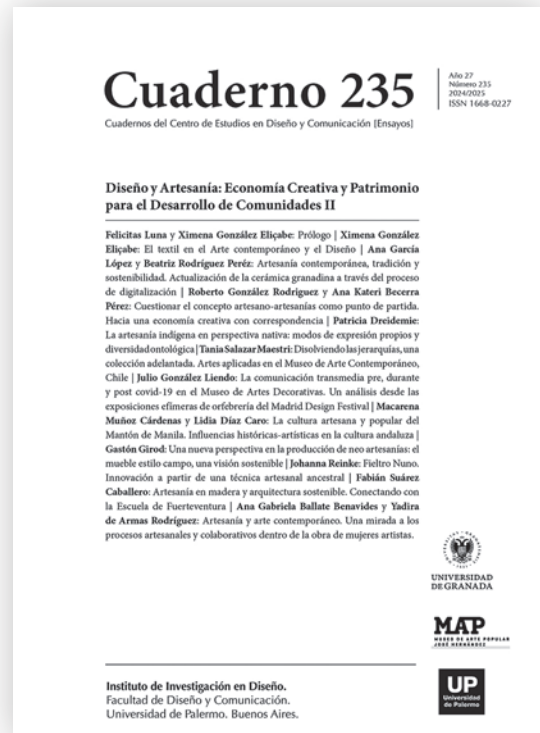 Cuaderno 235
Año 27
Número 235
2024/2025
ISSN 1668-0227
Cuadernos del Centro de Estudios en Diseño y Comunicación [Ensayos]
Diseño y Artesanía: Economía Creativa y Patrimonio
para el Desarrollo de Comunidades II
Felicitas Luna y Ximena González Eliçabe: Prólogo | Ximena González
Eliçabe: El textil en el Arte contemporáneo y el Diseño | Ana García
López y Beatriz Rodríguez Peréz: Artesanía contemporánea, tradición y
sostenibilidad. Actualización de la cerámica granadina a través del proceso
de digitalización | Roberto González Rodriguez y Ana Kateri Becerra
Pérez: Cuestionar el concepto artesano-artesanías como punto de partida.
Hacia una economía creativa con correspondencia | Patricia Dreidemie:
La artesanía indígena en perspectiva nativa: modos de expresión propios y
diversidad ontológica | Tania Salazar Maestri: Disolviendo las jerarquías, una
colección adelantada. Artes aplicadas en el Museo de Arte Contemporáneo,
Chile | Julio González Liendo: La comunicación transmedia pre, durante
y post covid-19 en el Museo de Artes Decorativas. Un análisis desde las
exposiciones efímeras de orfebrería del Madrid Design Festival | Macarena
Muñoz Cárdenas y Lidia Díaz Caro: La cultura artesana y popular del
Mantón de Manila. Influencias históricas-artísticas en la cultura andaluza |
Gastón Girod: Una nueva perspectiva en la producción de neo artesanías: el
mueble estilo campo, una visión sostenible | Johanna Reinke: Fieltro Nuno.
Innovación a partir de una técnica artesanal ancestral | Fabián Suárez
Caballero: Artesanía en madera y arquitectura sostenible. Conectando con
la Escuela de Fuerteventura | Ana Gabriela Ballate Benavides y Yadira
de Armas Rodríguez: Artesanía y arte contemporáneo. Una mirada a los
procesos artesanales y colaborativos dentro de la obra de mujeres artistas.
UNIVERSIDAD
DE GRANADA
MAP
MUSEO DE ARTE POPULAR
JOSÉ HERNÁNDEZ
UP
Universidad
de Palermo
Instituto de Investigación en Diseño.
Facultad de Diseño y Comunicación.
Universidad de Palermo. Buenos Aires.